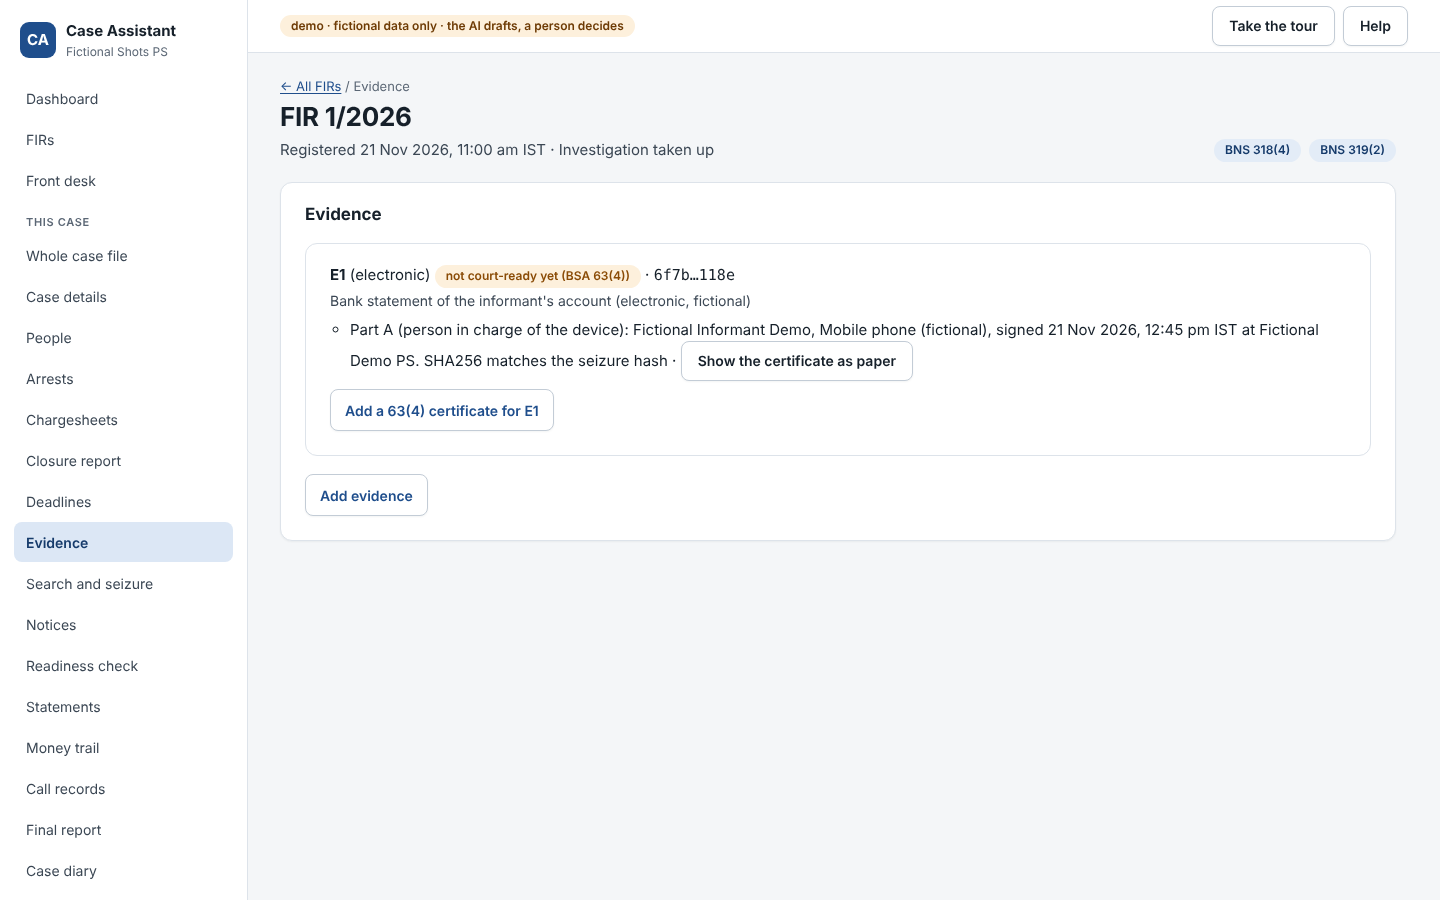 CA
Case Assistant
Fictional Shots PS
Dashboard
FIRs
Front desk
THIS CASE
Whole case file
Case details
People
Arrests
Chargesheets
Closure report
Deadlines
Evidence
Search and seizure
Notices
Readiness check
Statements
Money trail
Call records
Final report
Case diary
demo · fictional data only · the AI drafts, a person decides
Take the tour
Help
← All FIRs / Evidence
FIR 1/2026
Registered 21 Nov 2026, 11:00 am IST · Investigation taken up
BNS 318(4)
BNS 319(2)
Evidence
E1 (electronic) not court-ready yet (BSA 63(4)) · 6f7b…118e
Bank statement of the informant's account (electronic, fictional)
Part A (person in charge of the device): Fictional Informant Demo, Mobile phone (fictional), signed 21 Nov 2026, 12:45 pm IST at Fictional
Demo PS. SHA256 matches the seizure hash · Show the certificate as paper
Add a 63(4) certificate for E1
Add evidence